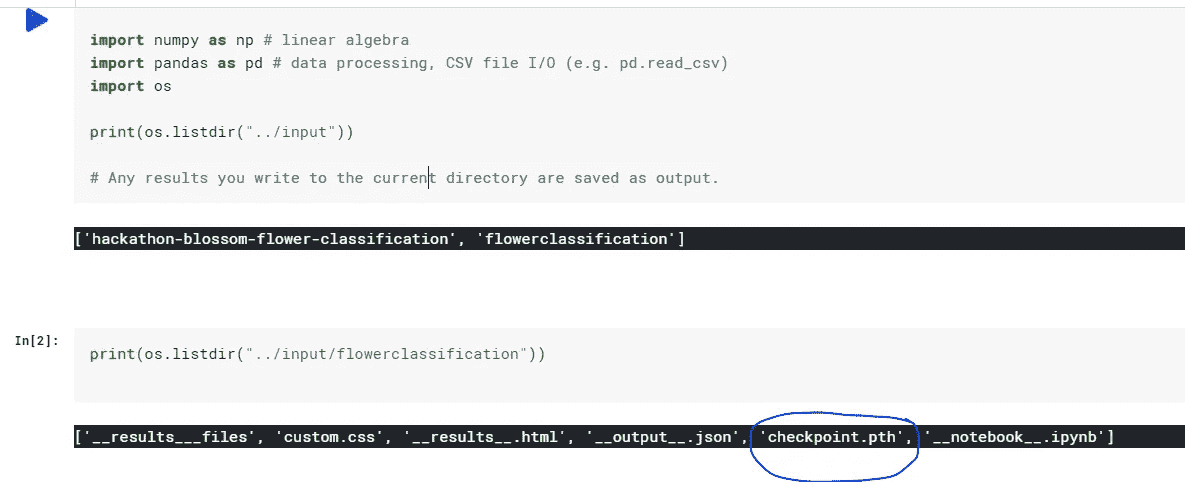 import numpy as np # linear algebra
import pandas as pd # data processing, CSV file I/O (e.g. pd.read_csv)
import os
print(os.listdir("../input"))
# Any results you write to the current directory are saved as output.
['hackathon-blossom-flower-classification', 'flowerclassification']
In[2]:
print(os.listdir("../input/flowerclassification"))
['__results___files', 'custom.css', '__results__.html', '__output__.json', 'checkpoint.pth', '__notebook__.ipynb']